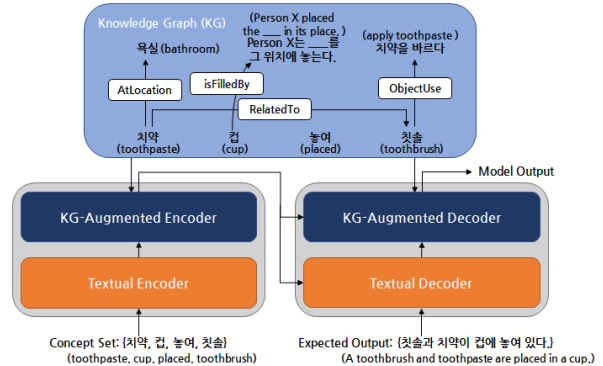 Knowledge Graph (KG)
욕실 (bathroom)
(Person X placed
the ___ in its place.)
Person X는 ___를
그 위치에 놓는다.
(apply toothpaste)
치약을 바르다
AtLocation
isFilledBy
RelatedTo
ObjectUse
치약
(toothpaste)
컵
(cup)
놓여
(placed)
칫솔
(toothbrush)
Model Output
KG-Augmented Encoder
KG-Augmented Decoder
Textual Encoder
Textual Decoder
Concept Set: {치약, 컵, 놓여, 칫솔}
(toothpaste, cup, placed, toothbrush)
Expected Output: {칫솔과 치약이 컵에 놓여 있다.}
(A toothbrush and toothpaste are placed in a cup.)